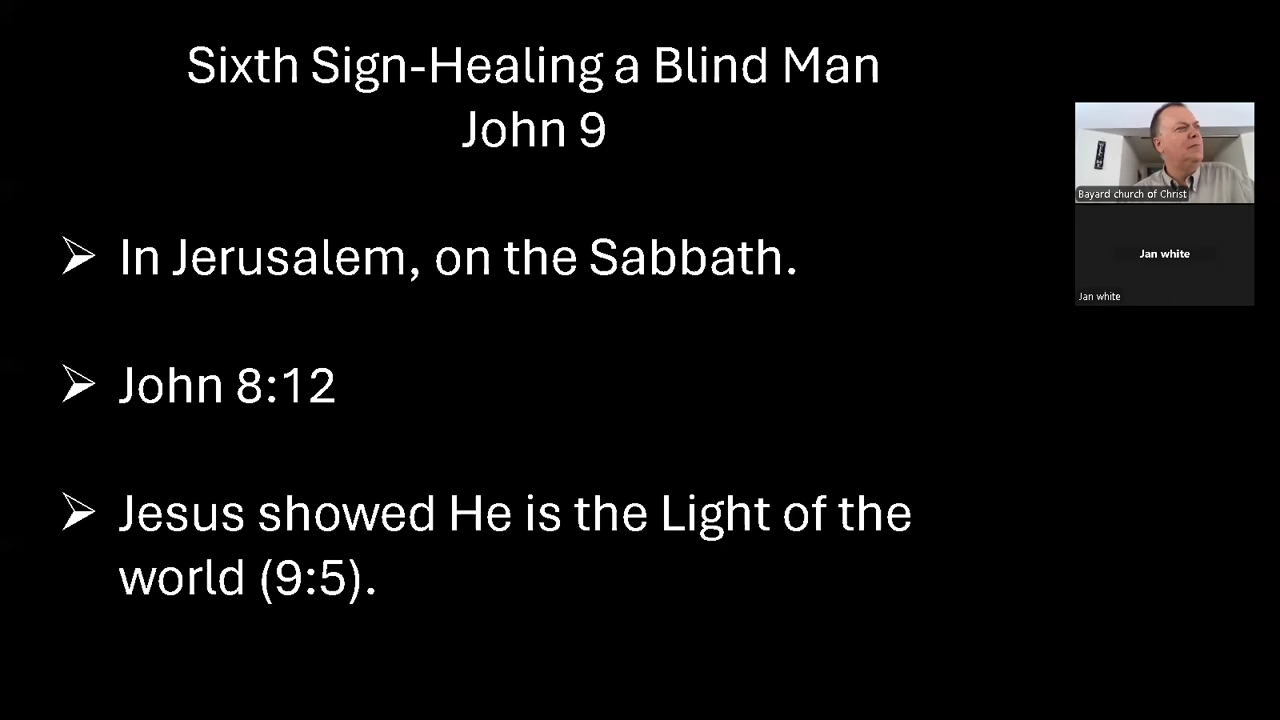 Sixth Sign-Healing a Blind Man
John 9
➢ In Jerusalem, on the Sabbath.
➢ John 8:12
➢ Jesus showed He is the Light of the
world (9:5).
Bayard church of Christ
Jan white
Jan white